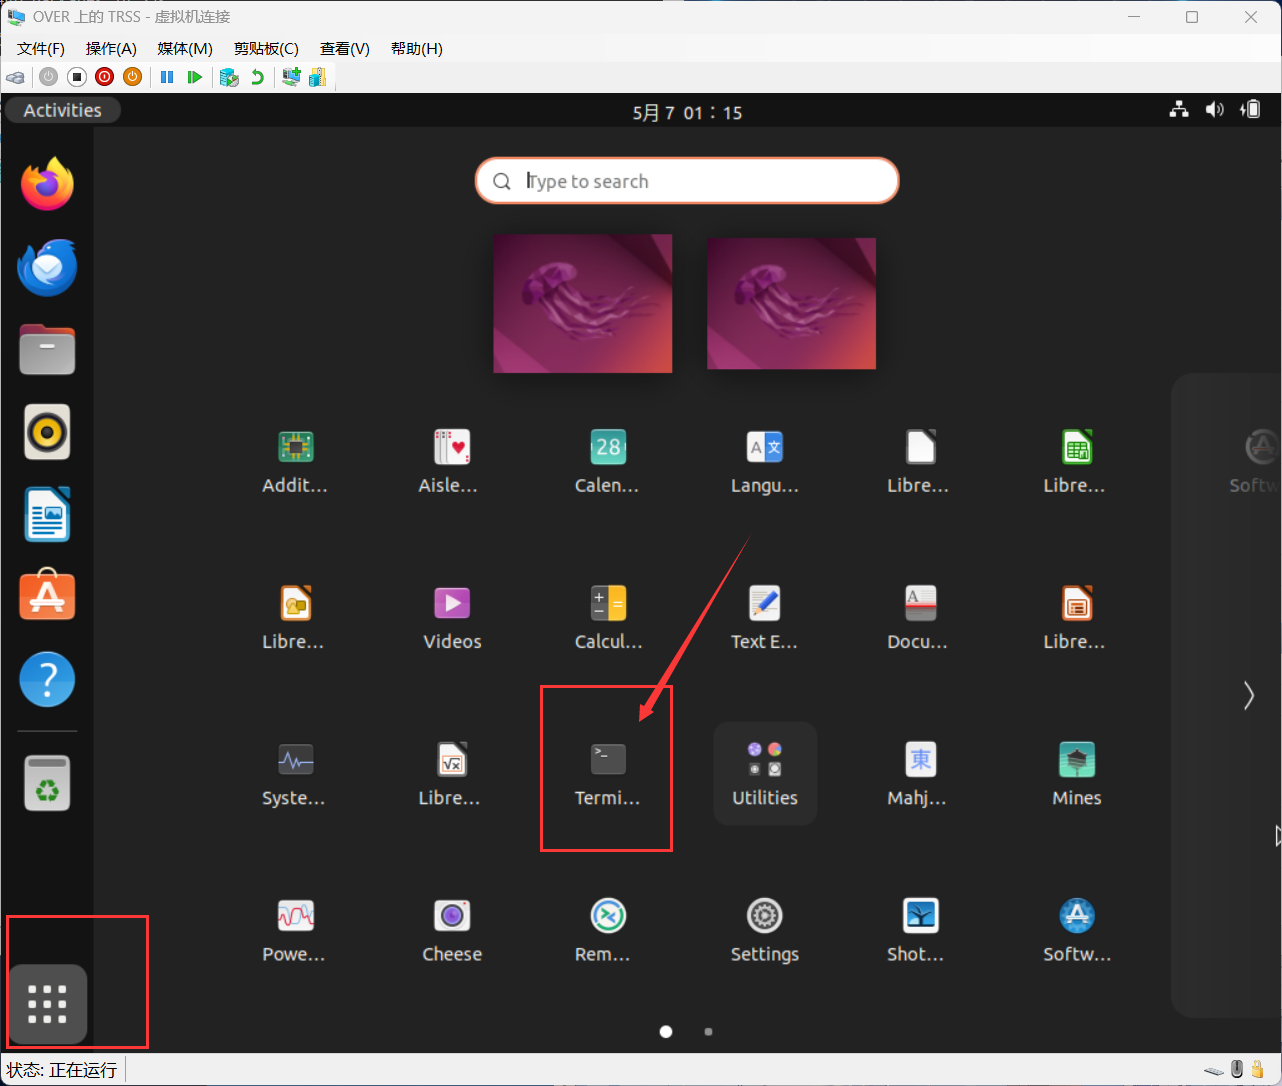 OVER 上的 TRSS - 虚拟机连接
文件(F) 操作(A) 媒体(M) 剪贴板(C) 查看(V) 帮助(H)
Activities
5月 7 01：15
Type to search
28
A 文
Addit... Aisle... Calen... Langu... Libre... Libre...
Softw
Libre... Videos Calcul... Text E... Docu... Libre...
東
Syste... Libre... Termi... Utilities Mahj... Mines
Powe... Cheese Rem... Settings Shot... Softw...
状态: 正在运行